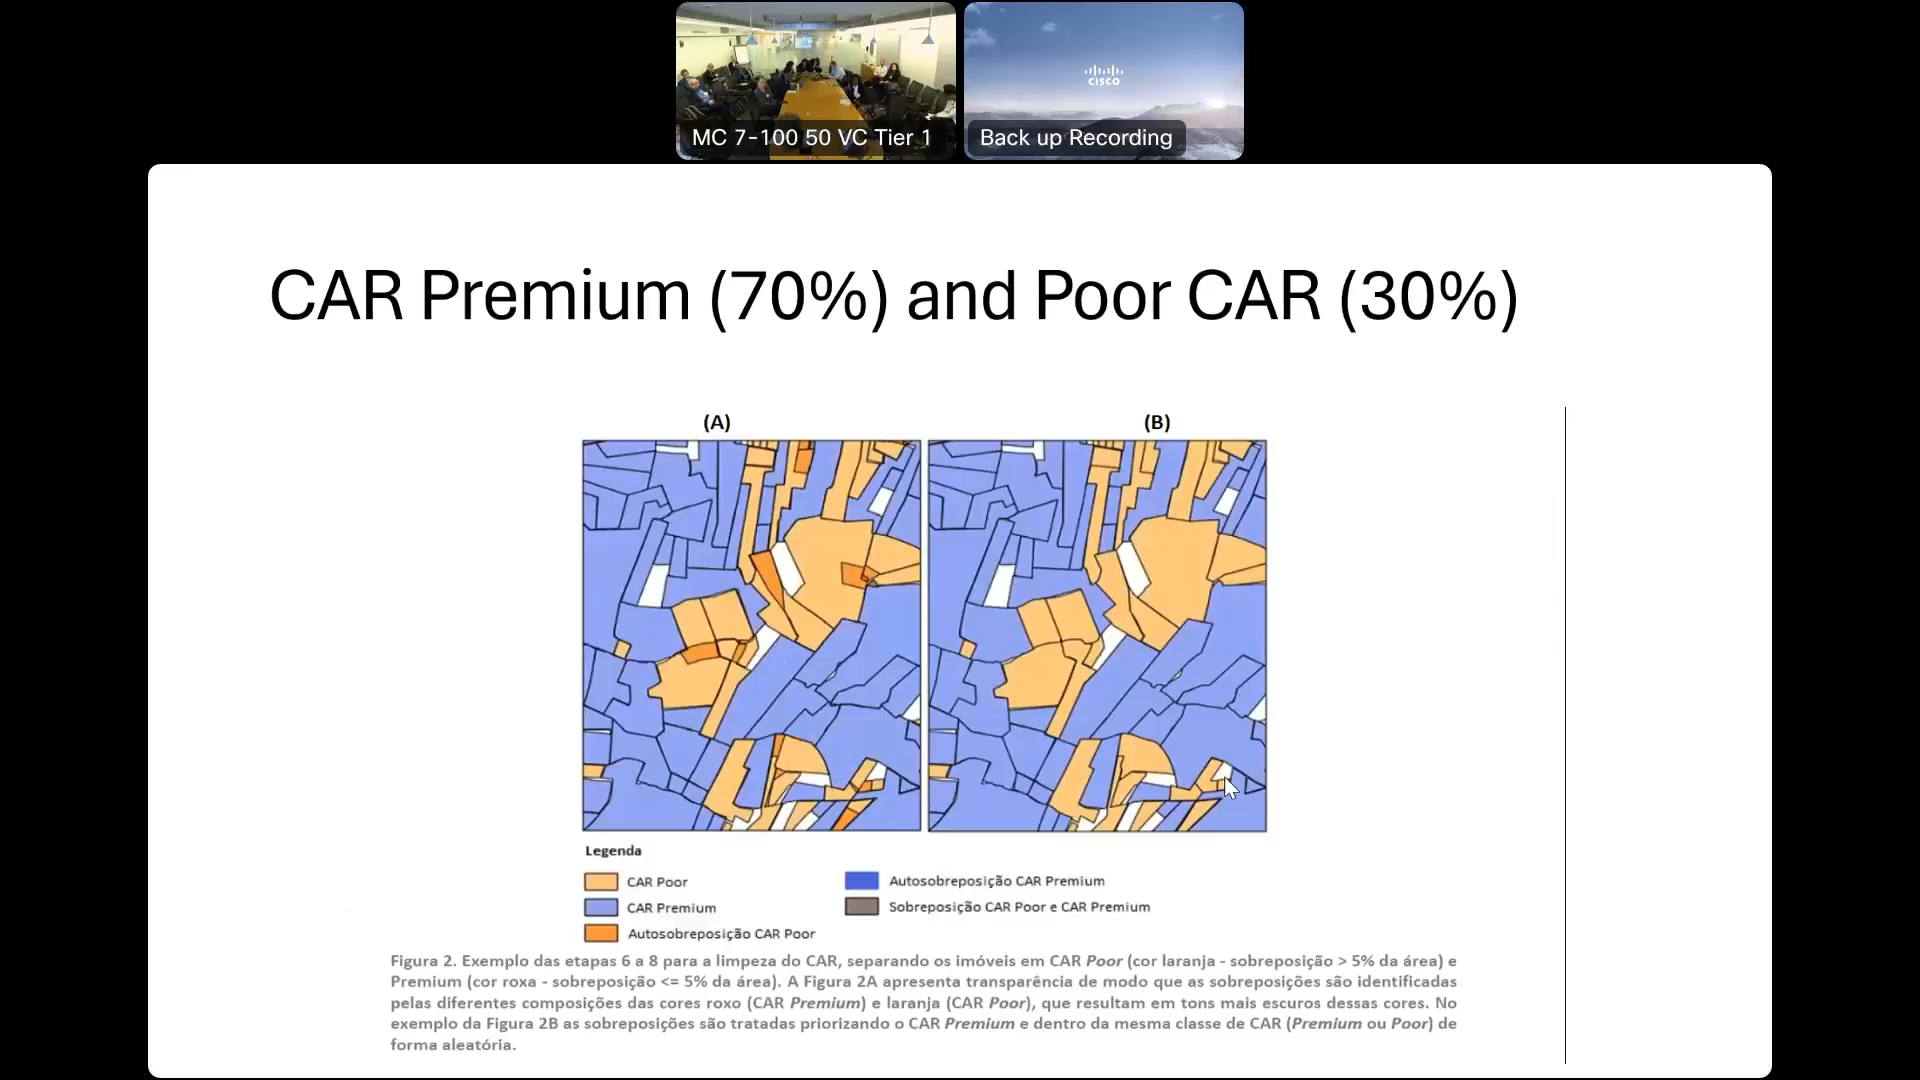 MC 7-100 50 VC Tier 1
CISCO
Back up Recording
CAR Premium (70%) and Poor CAR (30%)
(A)
(B)
Legenda
CAR Poor
CAR Premium
Autosobreposição CAR Poor
Autosobreposição CAR Premium
Sobreposição CAR Poor e CAR Premium
Figura 2. Exemplo das etapas 6 a 8 para a limpeza do CAR, separando os imóveis em CAR Poor (cor laranja - sobreposição > 5% da área) e
Premium (cor roxa - sobreposição <= 5% da área). A Figura 2A apresenta transparência de modo que as sobreposições são identificadas
pelas diferentes composições das cores roxo (CAR Premium) e laranja (CAR Poor), que resultam em tons mais escuros dessas cores. No
exemplo da Figura 2B as sobreposições são tratadas priorizando o CAR Premium e dentro da mesma classe de CAR (Premium ou Poor) de
forma aleatória.